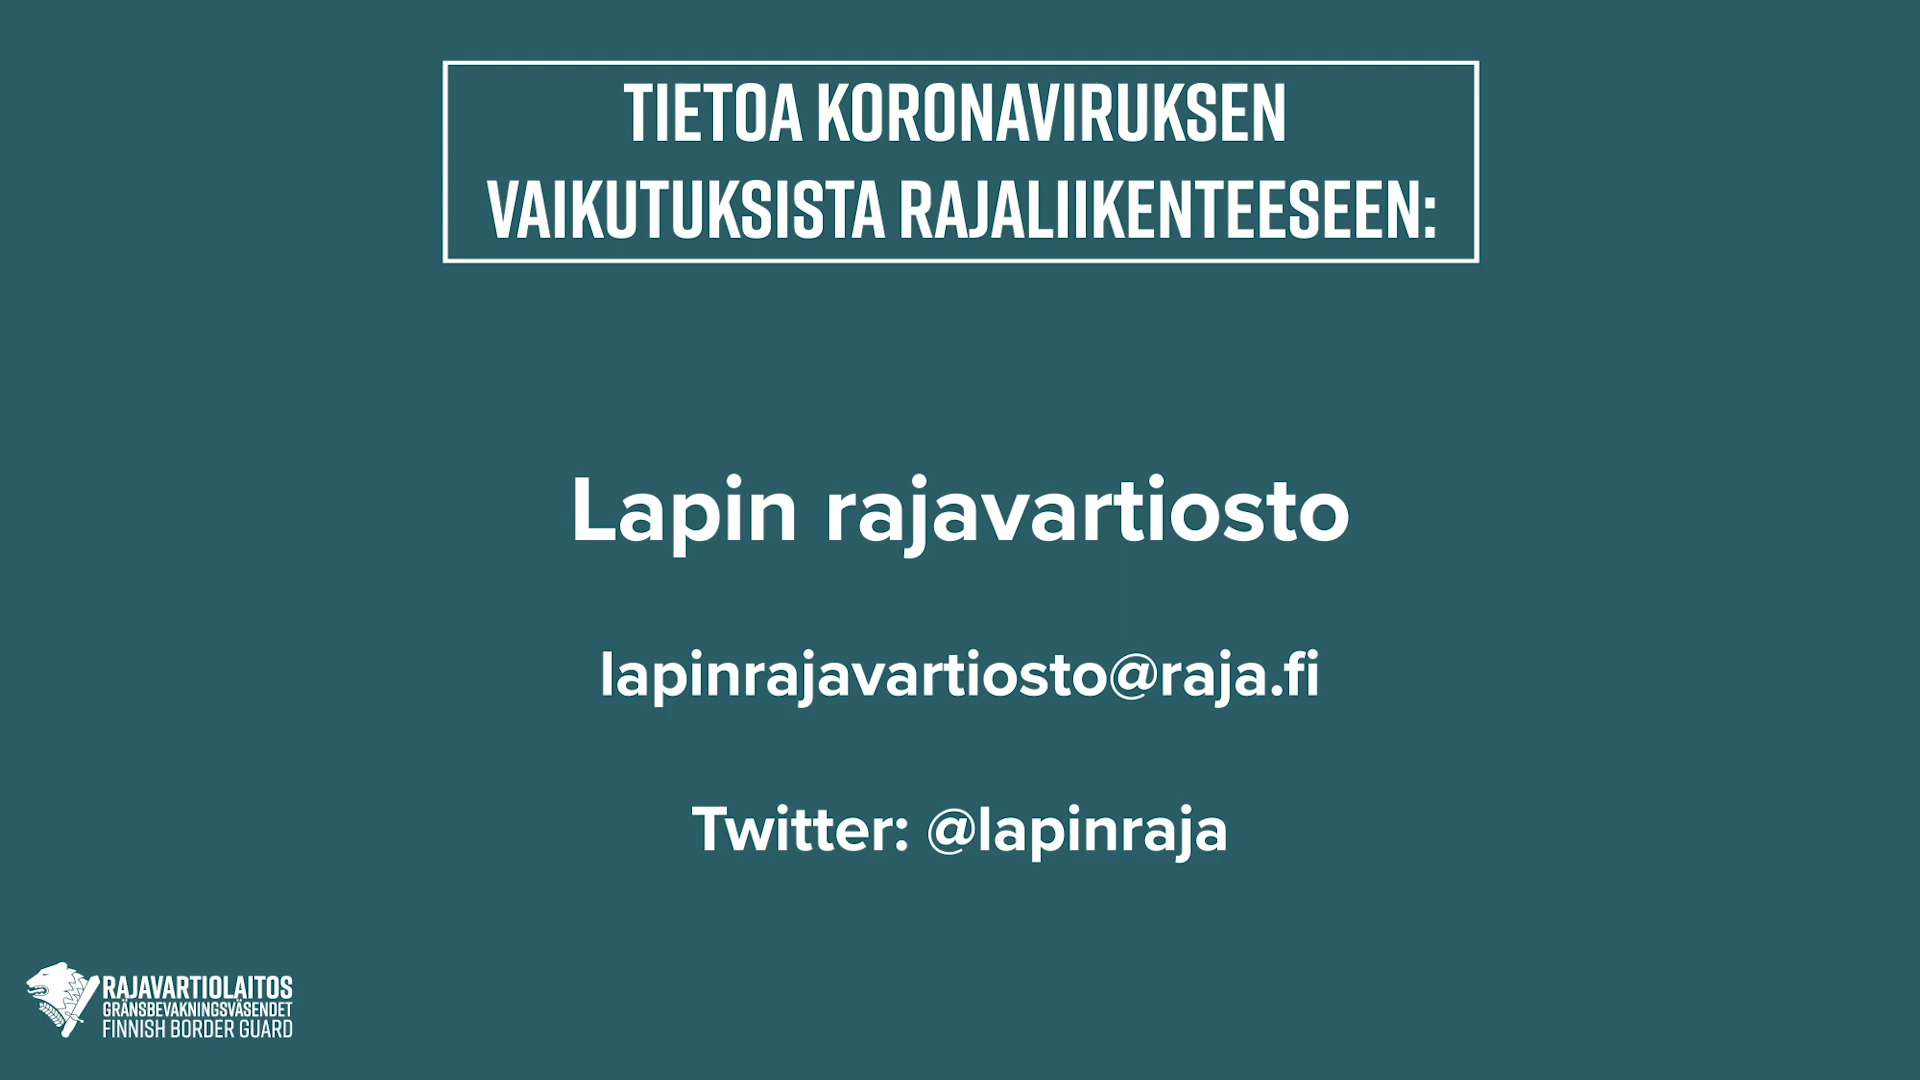 TIETOA KORONAVIRUKSEN
VAIKUTUKSISTA RAJALIIKENTEESEEN:
Lapin rajavartiosto
lapinrajavartiosto@raja.fi
Twitter: @lapinraja
RAJAVARTIOLAITOS
GRÄNSBEVAKNINGSVÄSENDET
FINNISH BORDER GUARD